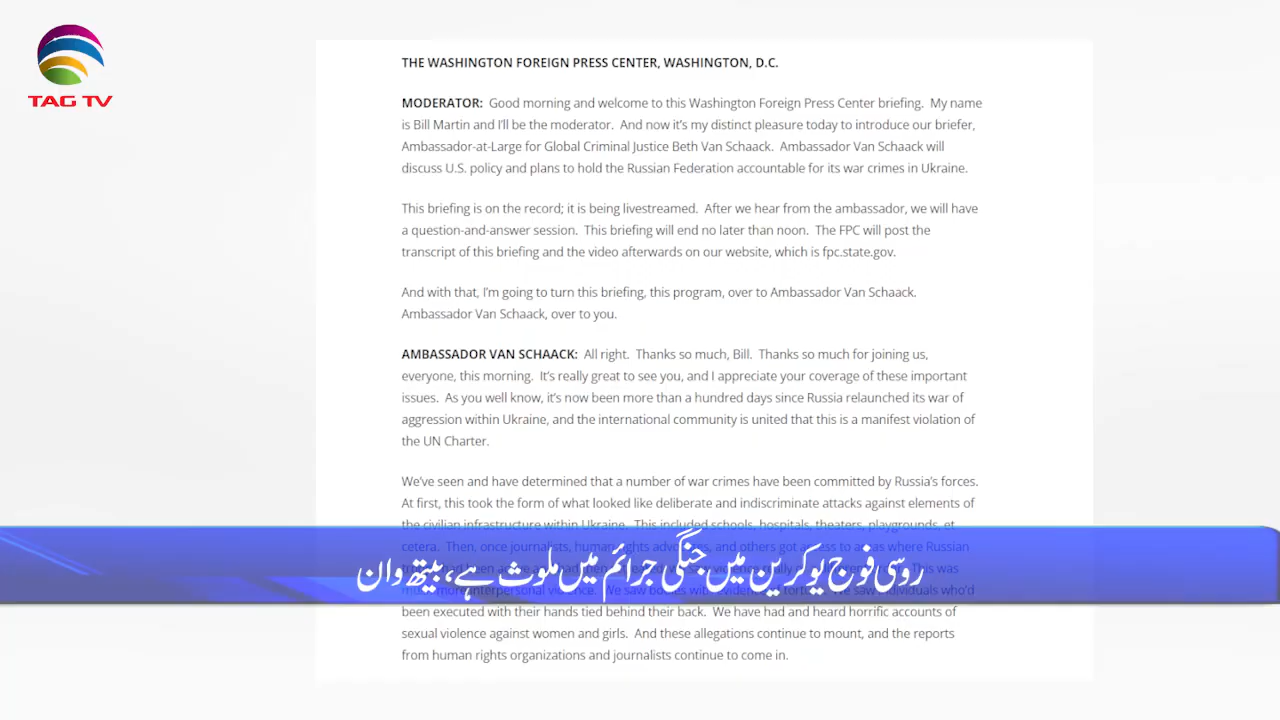 TAG TV
THE WASHINGTON FOREIGN PRESS CENTER, WASHINGTON, D.C.
MODERATOR: Good morning and welcome to this Washington Foreign Press Center briefing. My name
is Bill Martin and I'll be the moderator. And now it's my distinct pleasure today to introduce our briefer,
Ambassador-at-Large for Global Criminal Justice Beth Van Schaack. Ambassador Van Schaack will
discuss U.S. policy and plans to hold the Russian Federation accountable for its war crimes in Ukraine.
This briefing is on the record; it is being livestreamed. After we hear from the ambassador, we will have
a question-and-answer session. This briefing will end no later than noon. The FPC will post the
transcript of this briefing and the video afterwards on our website, which is fpc.state.gov.
And with that, I'm going to turn this briefing, this program, over to Ambassador Van Schaack.
Ambassador Van Schaack, over to you.
AMBASSADOR VAN SCHAACK: All right. Thanks so much, Bill. Thanks so much for joining us,
everyone, this morning. It's really great to see you, and I appreciate your coverage of these important
issues. As you well know, it's now been more than a hundred days since Russia relaunched its war of
aggression within Ukraine, and the international community is united that this is a manifest violation of
the UN Charter.
We've seen and have determined that a number of war crimes have been committed by Russia's forces.
At first, this took the form of what looked like deliberate and indiscriminate attacks against elements of
the civilian infrastructure within Ukraine. This included schools, hospitals, theaters, playgrounds, et
cetera. Then, once journalists, human rights advocates, and others got access to areas where Russian
روسی فوج یوکرین میں جنگی جرائم میں ملوث ہے، بیتھ وان
This was
more interpersonal violence. We saw bodies with evidence of torture. We saw individuals who'd
been executed with their hands tied behind their back. We have had and heard horrific accounts of
sexual violence against women and girls. And these allegations continue to mount, and the reports
from human rights organizations and journalists continue to come in.